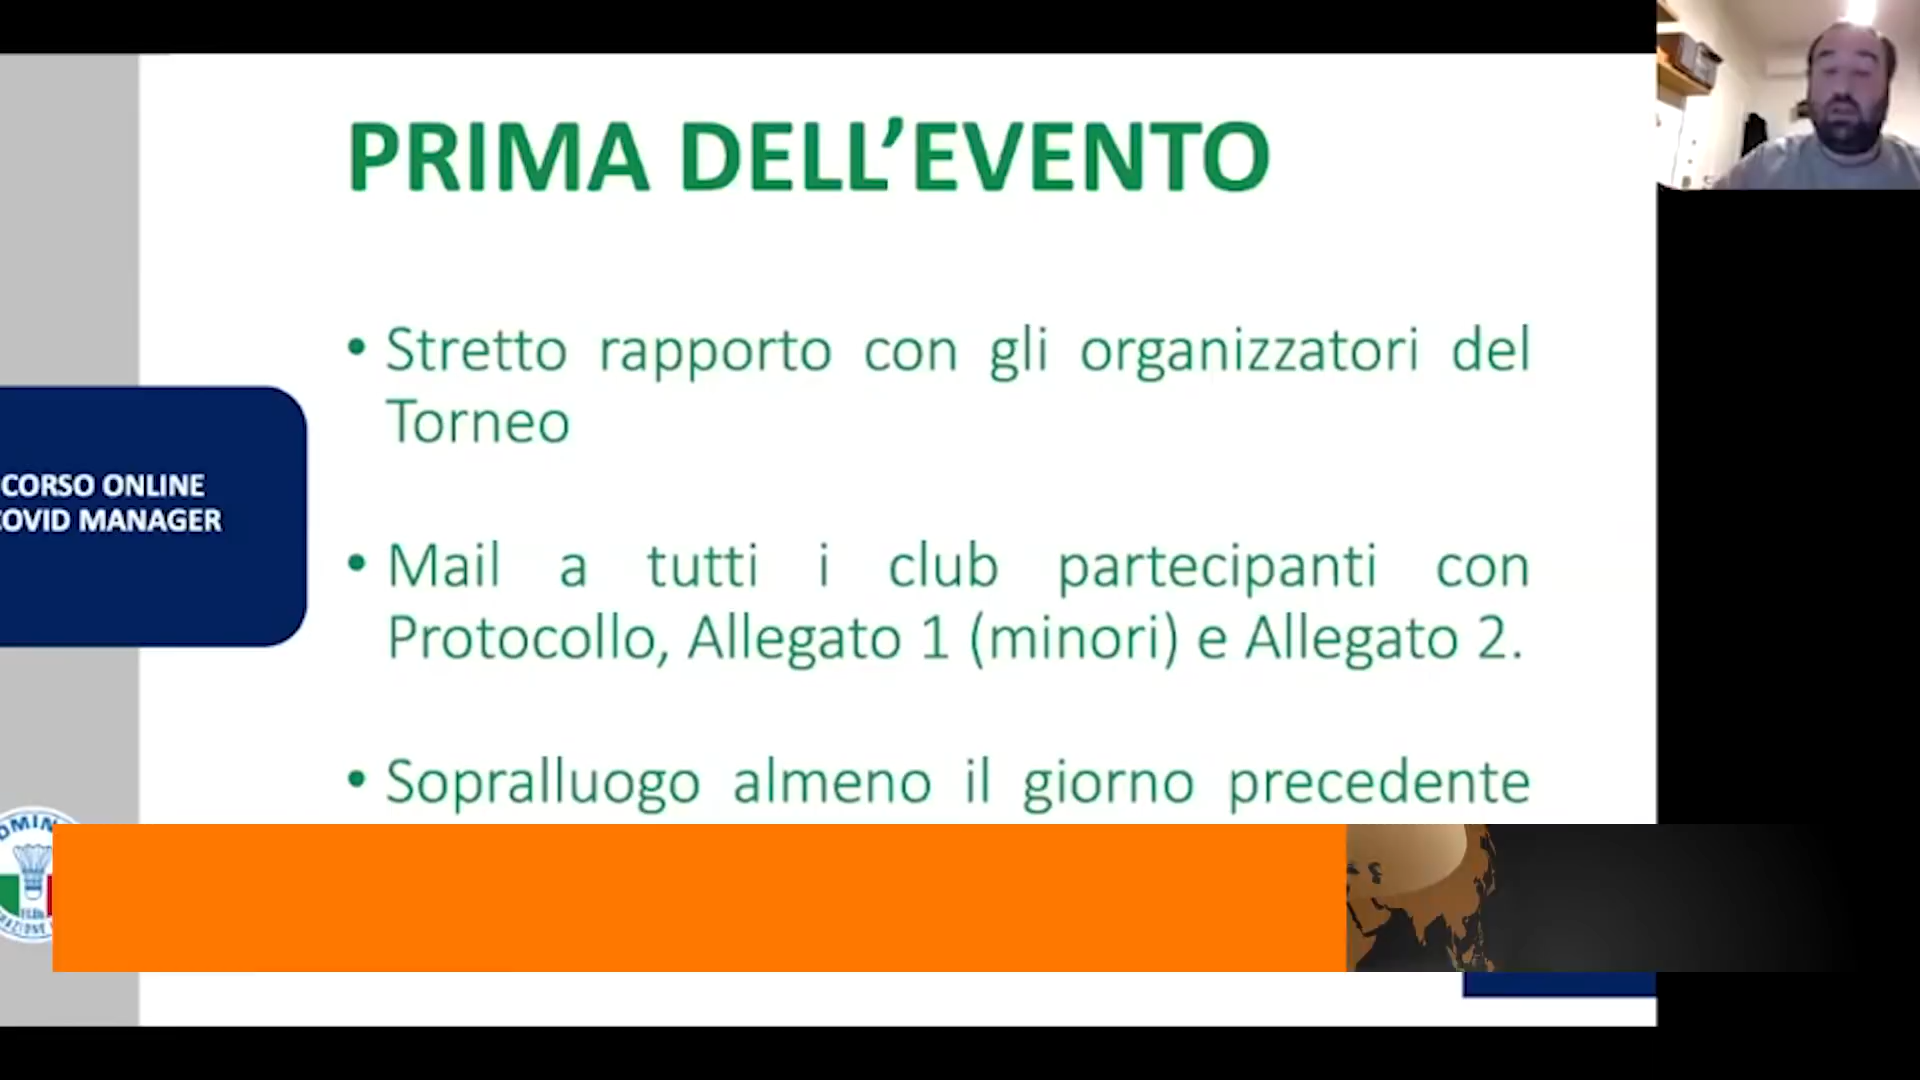 PRIMA DELL’EVENTO
• Stretto rapporto con gli organizzatori del
Torneo
CORSO ONLINE
COVID MANAGER
• Mail a tutti i club partecipanti con
Protocollo, Allegato 1 (minori) e Allegato 2.
• Sopralluogo almeno il giorno precedente